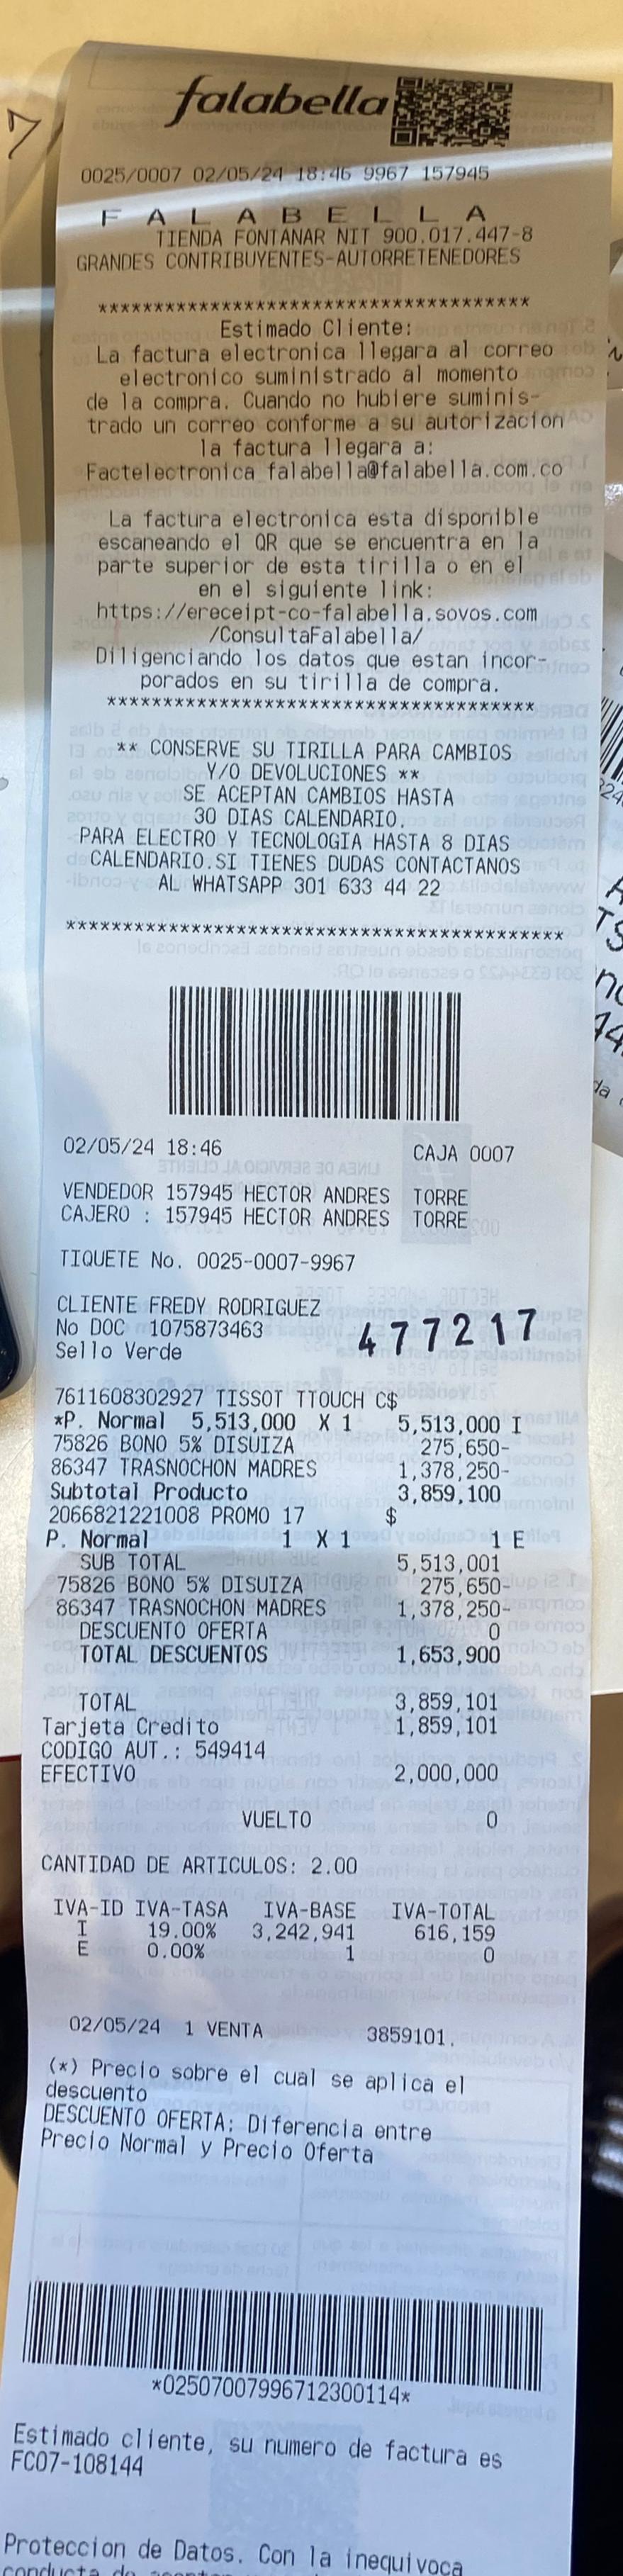 falabella
0025/0007 02/05/24 18:46 9967 157945
F A L A B E L L A
TIENDA FONTANAR NIT 900.017.447-8
GRANDES CONTRIBUYENTES-AUTORRETENEDORES
*************************************
Estimado Cliente:
La factura electronica llegara al correo
electronico suministrado al momento
de la compra. Cuando no hubiere suminis-
trado un correo conforme a su autorizacion
la factura llegara a:
Factelectronica falabella@falabella.com.co
La factura electronica esta disponible
escaneando el QR que se encuentra en la
parte superior de esta tirilla o en el
en el siguiente link:
https://ereceipt-co-falabella.sovos.com
/ConsultaFalabella/
Diligenciando los datos que estan incor-
porados en su tirilla de compra.
*************************************
** CONSERVE SU TIRILLA PARA CAMBIOS
Y/O DEVOLUCIONES **
SE ACEPTAN CAMBIOS HASTA
30 DIAS CALENDARIO.
PARA ELECTRO Y TECNOLOGIA HASTA 8 DIAS
CALENDARIO.SI TIENES DUDAS CONTACTANOS
AL WHATSAPP 301 633 44 22
*******************************************
02/05/24 18:46 CAJA 0007
VENDEDOR 157945 HECTOR ANDRES TORRE
CAJERO : 157945 HECTOR ANDRES TORRE
TIQUETE No. 0025-0007-9967
CLIENTE FREDY RODRIGUEZ
No DOC 1075873463
477217
Sello Verde
7611608302927 TISSOT TTOUCH C$
*P. Normal 5,513,000 X 1 5,513,000 I
75826 BONO 5% DISUIZA 275,650-
86347 TRASNOCHON MADRES 1,378,250-
Subtotal Producto 3,859,100
2066821221008 PROMO 17 $
P. Normal 1 X 1 1 E
SUB TOTAL 5,513,001
75826 BONO 5% DISUIZA 275,650-
86347 TRASNOCHON MADRES 1,378,250-
DESCUENTO OFERTA 0
TOTAL DESCUENTOS 1,653,900
TOTAL 3,859,101
Tarjeta Credito 1,859,101
CODIGO AUT.: 549414
EFECTIVO 2,000,000
VUELTO 0
CANTIDAD DE ARTICULOS: 2.00
IVA-ID IVA-TASA IVA-BASE IVA-TOTAL
I 19.00% 3,242,941 616,159
E 0.00% 1 0
02/05/24 1 VENTA 3859101.
(*) Precio sobre el cual se aplica el
descuento
DESCUENTO OFERTA: Diferencia entre
Precio Normal y Precio Oferta
*02507007996712300114*
Estimado cliente, su numero de factura es
FC07-108144
Proteccion de Datos. Con la inequivoca
conducta de